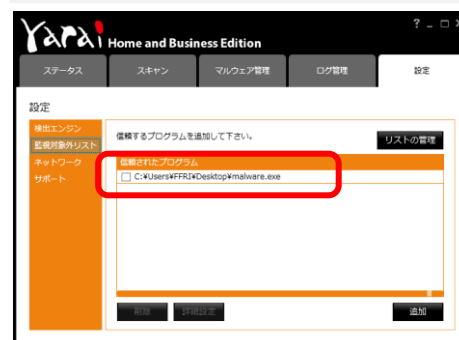 Yarai Home and Business Edition
ステータス
スキャン
マルウェア管理
ログ管理
設定
設定
検出エンジン
監視対象外リスト
ネットワーク
サポート
信頼するプログラムを追加して下さい。
リストの管理
信頼されたプログラム
C:¥Users¥FFRI¥Desktop¥malware.exe
削除
詳細設定
追加